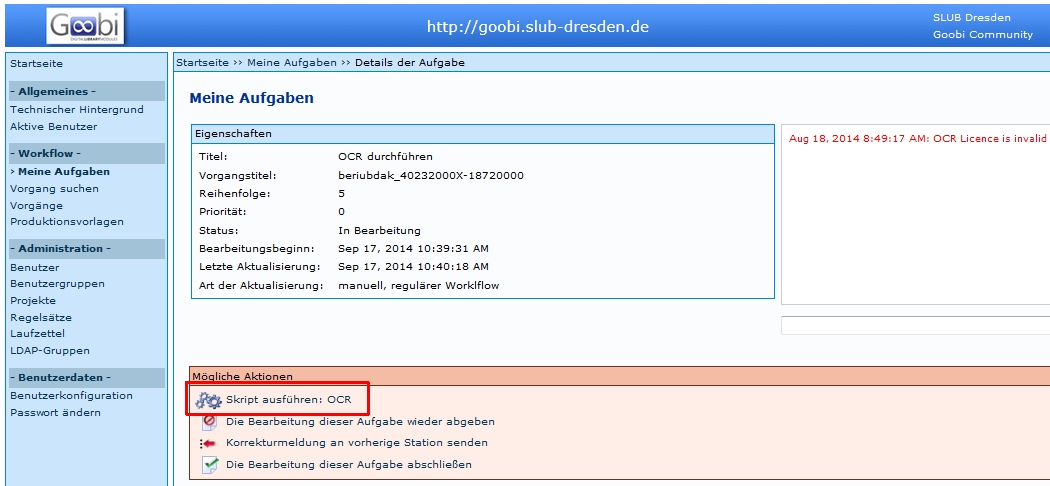 Goobi
DIGITAL LIBRARY MODULES
http://goobi.slub-dresden.de
SLUB Dresden
Goobi Community
Startseite
- Allgemeines -
Technischer Hintergrund
Aktive Benutzer
- Workflow -
› Meine Aufgaben
Vorgang suchen
Vorgänge
Produktionsvorlagen
- Administration -
Benutzer
Benutzergruppen
Projekte
Regelsätze
Laufzettel
LDAP-Gruppen
- Benutzerdaten -
Benutzerkonfiguration
Passwort ändern
Startseite ›› Meine Aufgaben ›› Details der Aufgabe
Meine Aufgaben
Eigenschaften
Titel: OCR durchführen
Vorgangstitel: beriubdak_40232000X-18720000
Reihenfolge: 5
Priorität: 0
Status: In Bearbeitung
Bearbeitungsbeginn: Sep 17, 2014 10:39:31 AM
Letzte Aktualisierung: Sep 17, 2014 10:40:18 AM
Art der Aktualisierung: manuell, regulärer Worklflow
Aug 18, 2014 8:49:17 AM: OCR Licence is invalid
Mögliche Aktionen
Skript ausführen: OCR
Die Bearbeitung dieser Aufgabe wieder abgeben
Korrekturmeldung an vorherige Station senden
Die Bearbeitung dieser Aufgabe abschließen